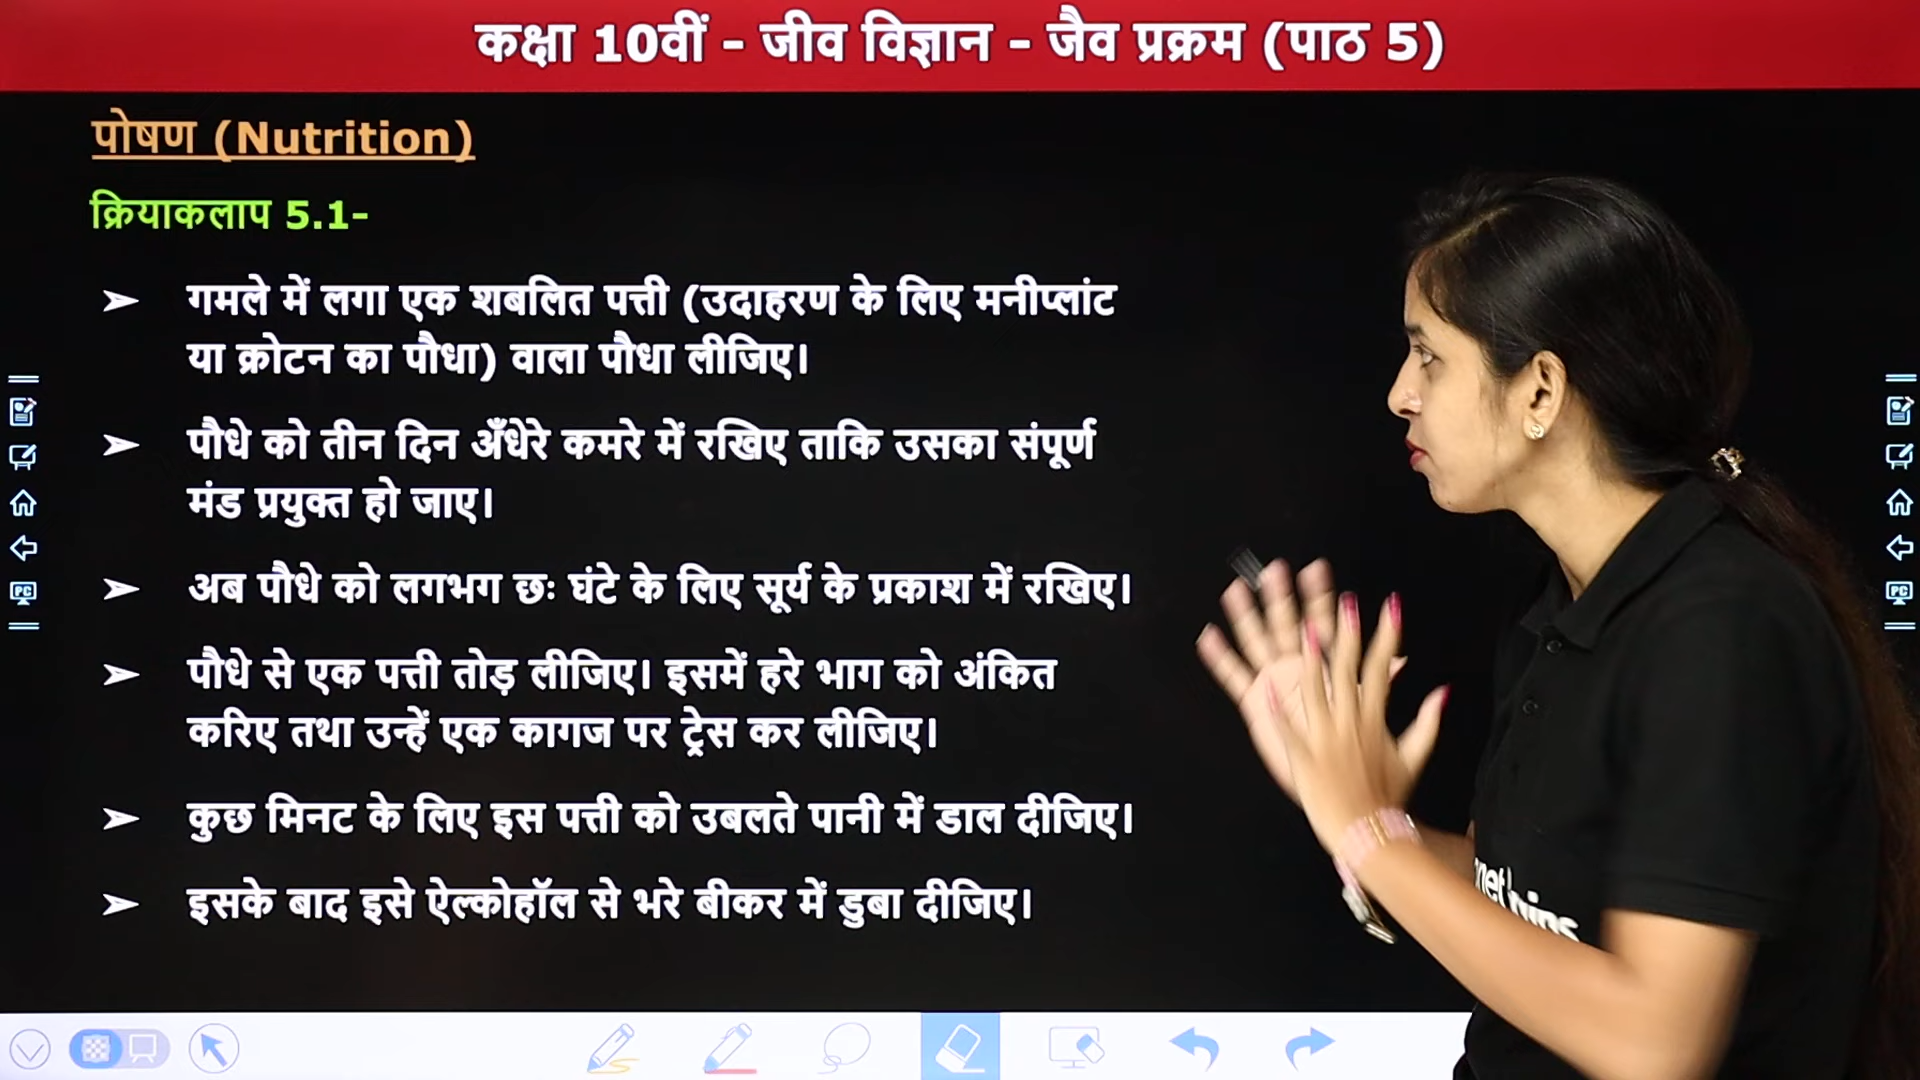 कक्षा 10वीं - जीव विज्ञान - जैव प्रक्रम (पाठ 5)
पोषण (Nutrition)
क्रियाकलाप 5.1-
➤ गमले में लगा एक शबलित पत्ती (उदाहरण के लिए मनीप्लांट
या क्रोटन का पौधा) वाला पौधा लीजिए।
➤ पौधे को तीन दिन अँधेरे कमरे में रखिए ताकि उसका संपूर्ण
मंड प्रयुक्त हो जाए।
➤ अब पौधे को लगभग छः घंटे के लिए सूर्य के प्रकाश में रखिए।
➤ पौधे से एक पत्ती तोड़ लीजिए। इसमें हरे भाग को अंकित
करिए तथा उन्हें एक कागज पर ट्रेस कर लीजिए।
➤ कुछ मिनट के लिए इस पत्ती को उबलते पानी में डाल दीजिए।
➤ इसके बाद इसे ऐल्कोहॉल से भरे बीकर में डुबा दीजिए।
PC
PC